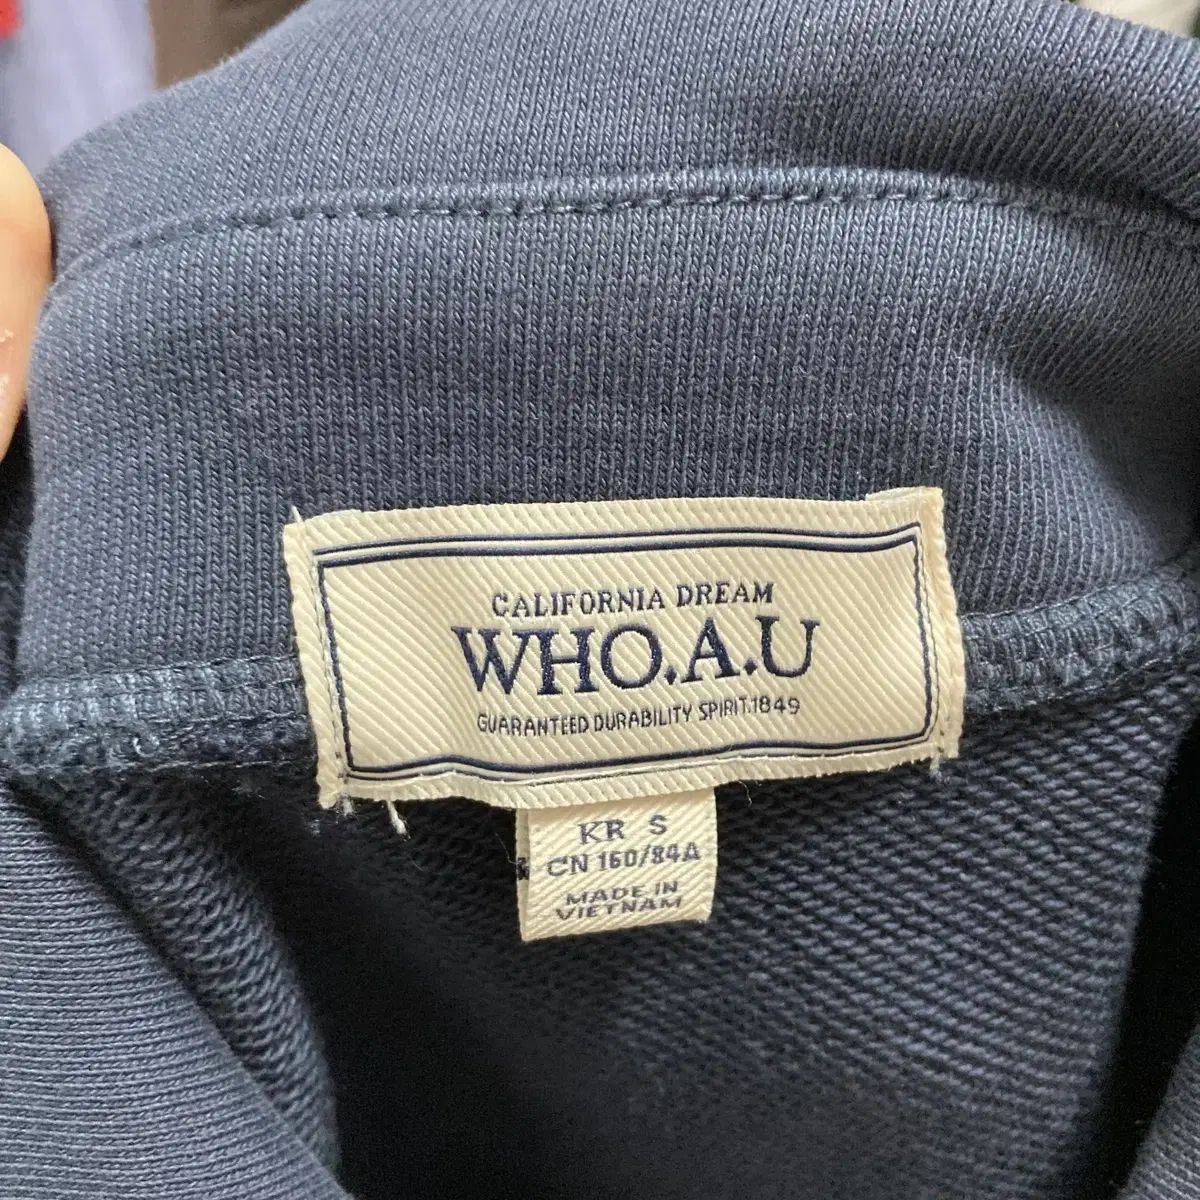 CALIFORNIA DREAM
WHO.A.U
GUARANTEED DURABILITY SPIRIT.1849
KR S
CN 160/84A
MADE IN
VIETNAM